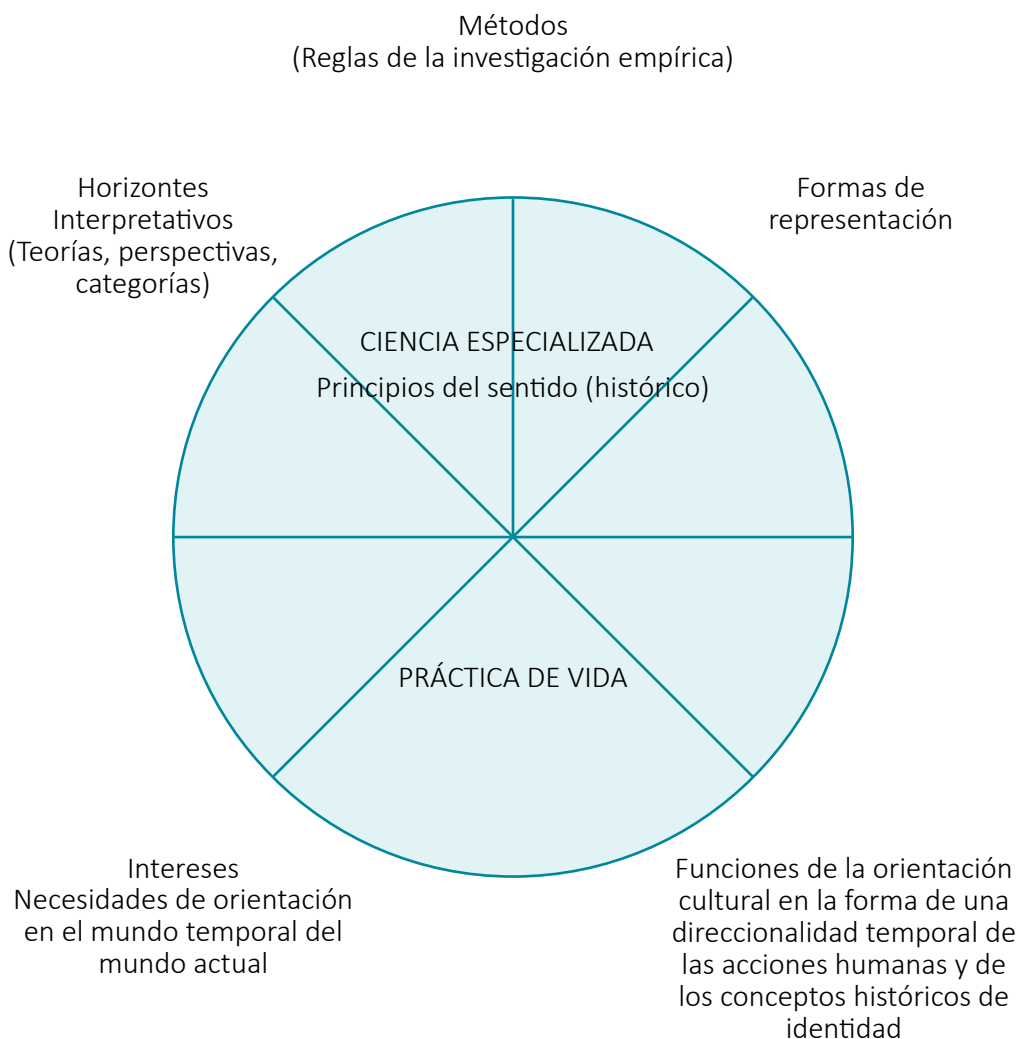 Métodos
(Reglas de la investigación empírica)
Horizontes
Interpretativos
(Teorías, perspectivas,
categorías)
Formas de
representación
CIENCIA ESPECIALIZADA
Principios del sentido (histórico)
PRÁCTICA DE VIDA
Intereses
Necesidades de orientación
en el mundo temporal del
mundo actual
Funciones de la orientación
cultural en la forma de una
direccionalidad temporal de
las acciones humanas y de
los conceptos históricos de
identidad